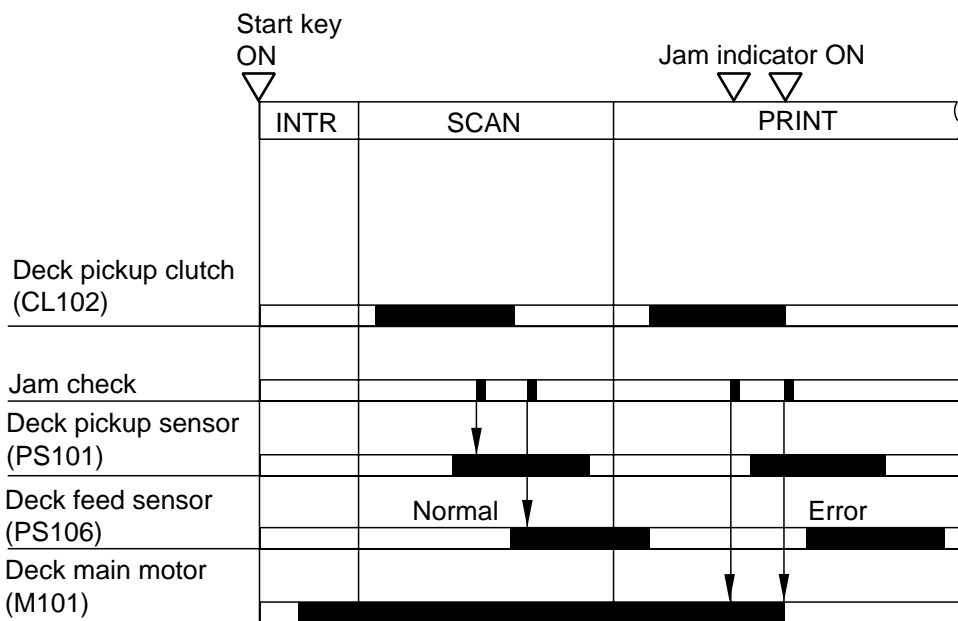 Start key
ON
Jam indicator ON
INTR
SCAN
PRINT
Deck pickup clutch
(CL102)
Jam check
Deck pickup sensor
(PS101)
Deck feed sensor
(PS106)
Normal
Error
Deck main motor
(M101)